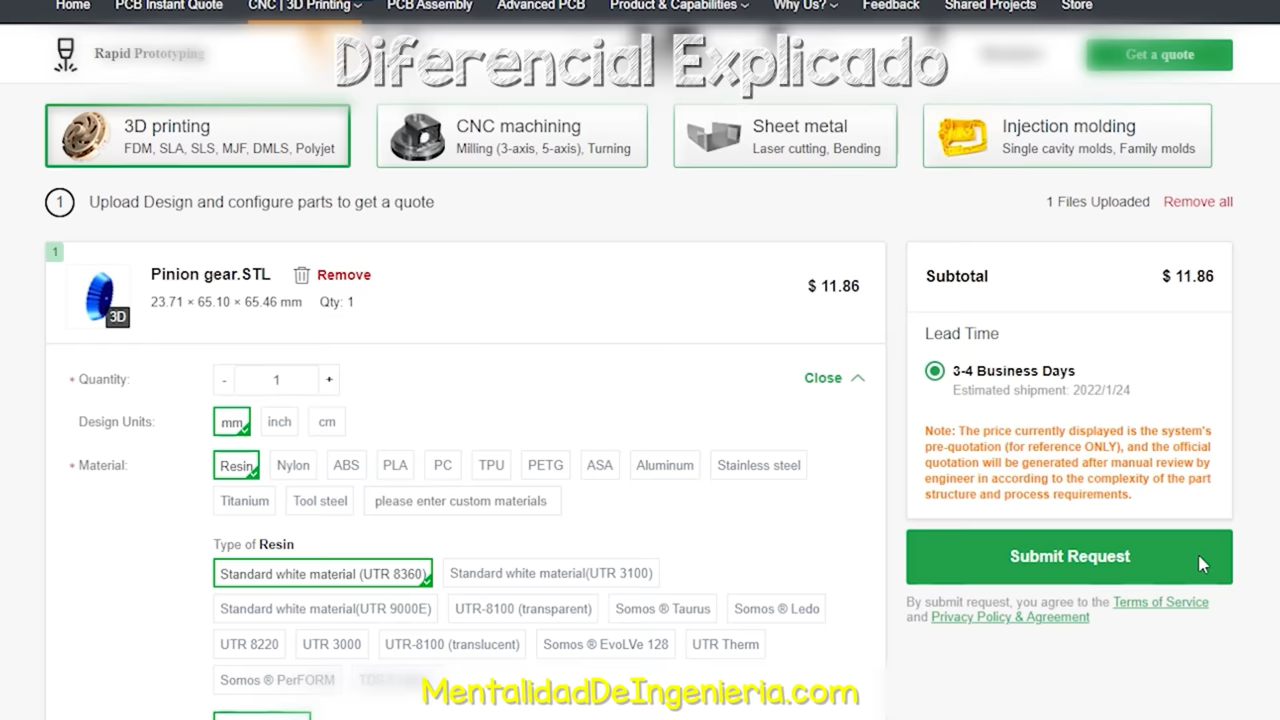 Home PCB Instant Quote CNC | 3D Printing PCB Assembly Advanced PCB Product & Capabilities Why Us? Feedback Shared Projects Store
Rapid Prototyping
Get a quote
Diferencial Explicado
3D printing
FDM, SLA, SLS, MJF, DMLS, Polyjet
CNC machining
Milling (3-axis, 5-axis), Turning
Sheet metal
Laser cutting, Bending
Injection molding
Single cavity molds, Family molds
1 Upload Design and configure parts to get a quote
1 Files Uploaded Remove all
1
Pinion gear.STL Remove
23.71 × 65.10 × 65.46 mm Qty: 1
3D
$ 11.86
* Quantity: - 1 +
Close
Design Units: mm inch cm
* Material: Resin Nylon ABS PLA PC TPU PETG ASA Aluminum Stainless steel
Titanium Tool steel please enter custom materials
Type of Resin
Standard white material (UTR 8360) Standard white material(UTR 3100)
Standard white material(UTR 9000E) UTR-8100 (transparent) Somos ® Taurus Somos ® Ledo
UTR 8220 UTR 3000 UTR-8100 (translucent) Somos ® EvoLVe 128 UTR Therm
Somos ® PerFORM
Subtotal $ 11.86
Lead Time
3-4 Business Days
Estimated shipment: 2022/1/24
Note: The price currently displayed is the system's
pre-quotation (for reference ONLY), and the official
quotation will be generated after manual review by
engineer in according to the complexity of the part
structure and process requirements.
Submit Request
By submit request, you agree to the Terms of Service
and Privacy Policy & Agreement
MentalidadDeIngenieria.com